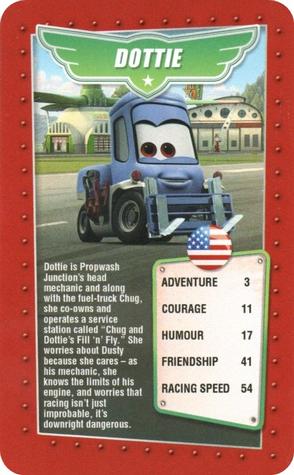 DOTTIE
Dottie is Propwash
Junction's head
mechanic and along
with the fuel-truck Chug,
she co-owns and
operates a service
station called "Chug and
Dottie's Fill 'n' Fly." She
worries about Dusty
because she cares – as
his mechanic, she
knows the limits of his
engine, and worries that
racing isn't just
improbable, it's
downright dangerous.
ADVENTURE 3
COURAGE 11
HUMOUR 17
FRIENDSHIP 41
RACING SPEED 54